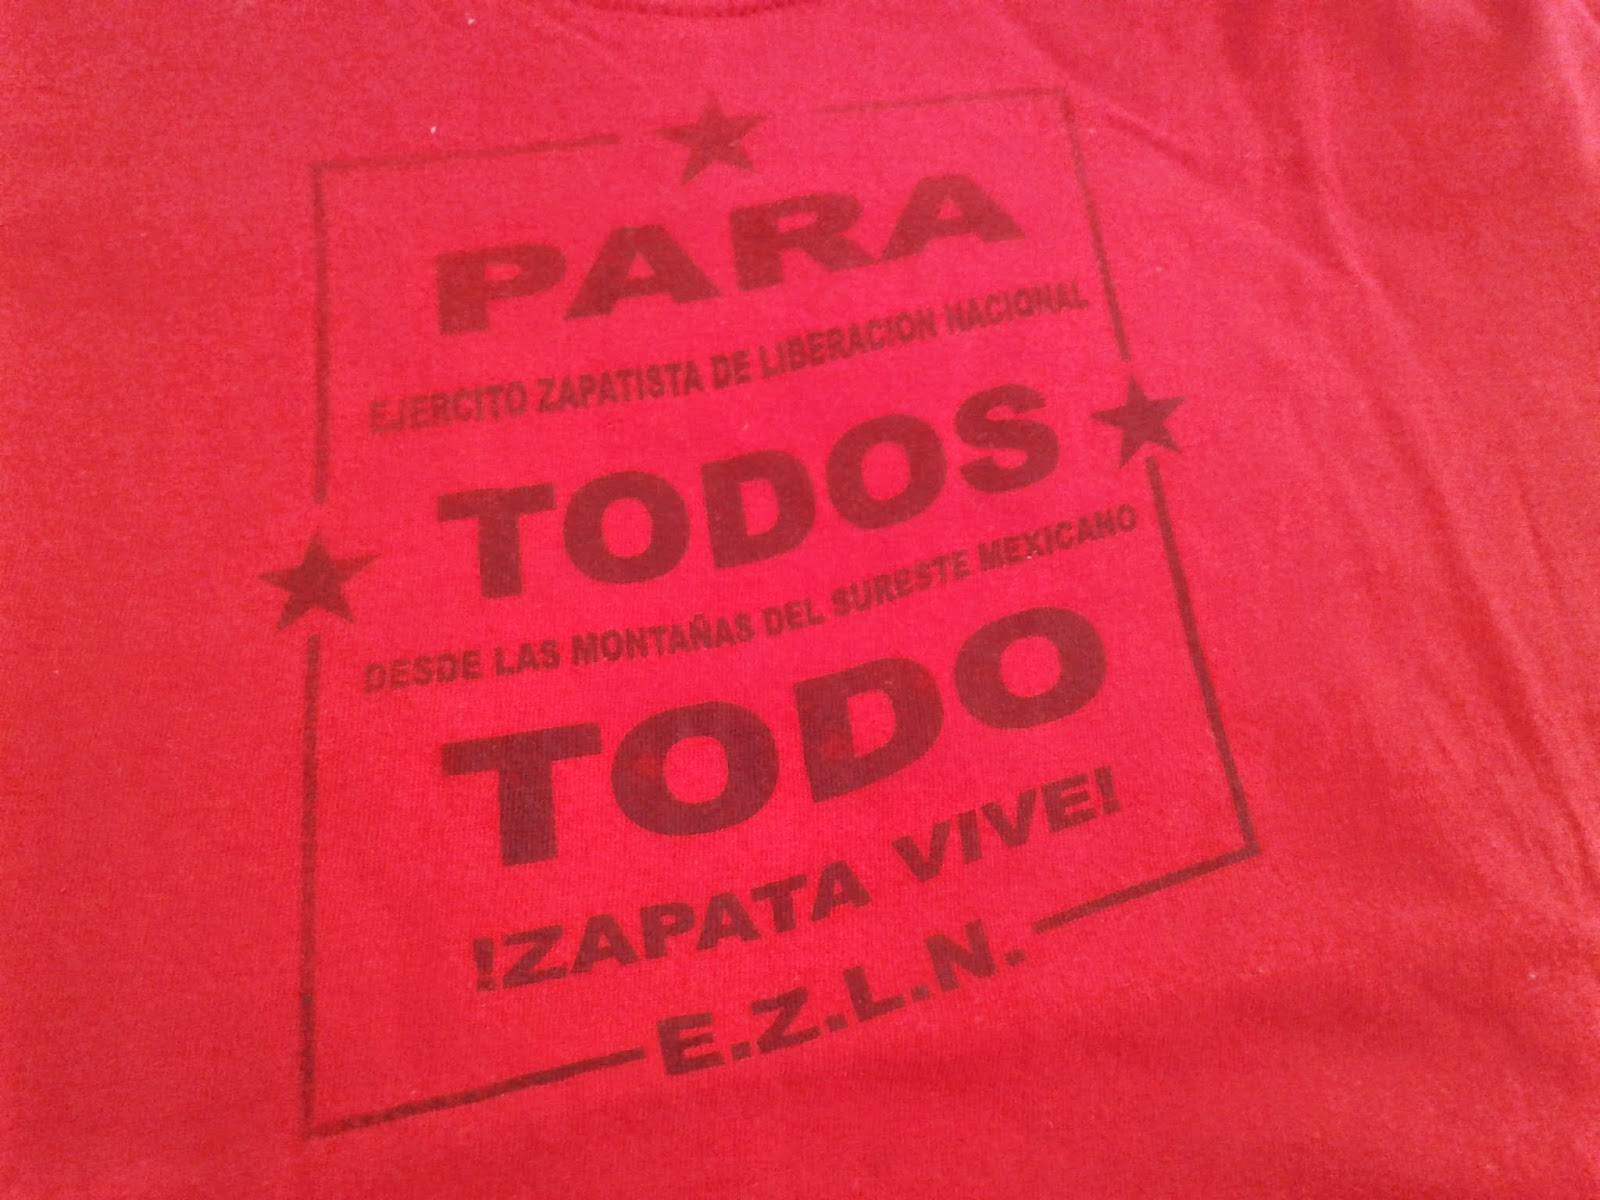 PARA
EJERCITO ZAPATISTA DE LIBERACION NACIONAL
TODOS
DESDE LAS MONTAÑAS DEL SURESTE MEXICANO
TODO
!ZAPATA VIVE!
E.Z.L.N.